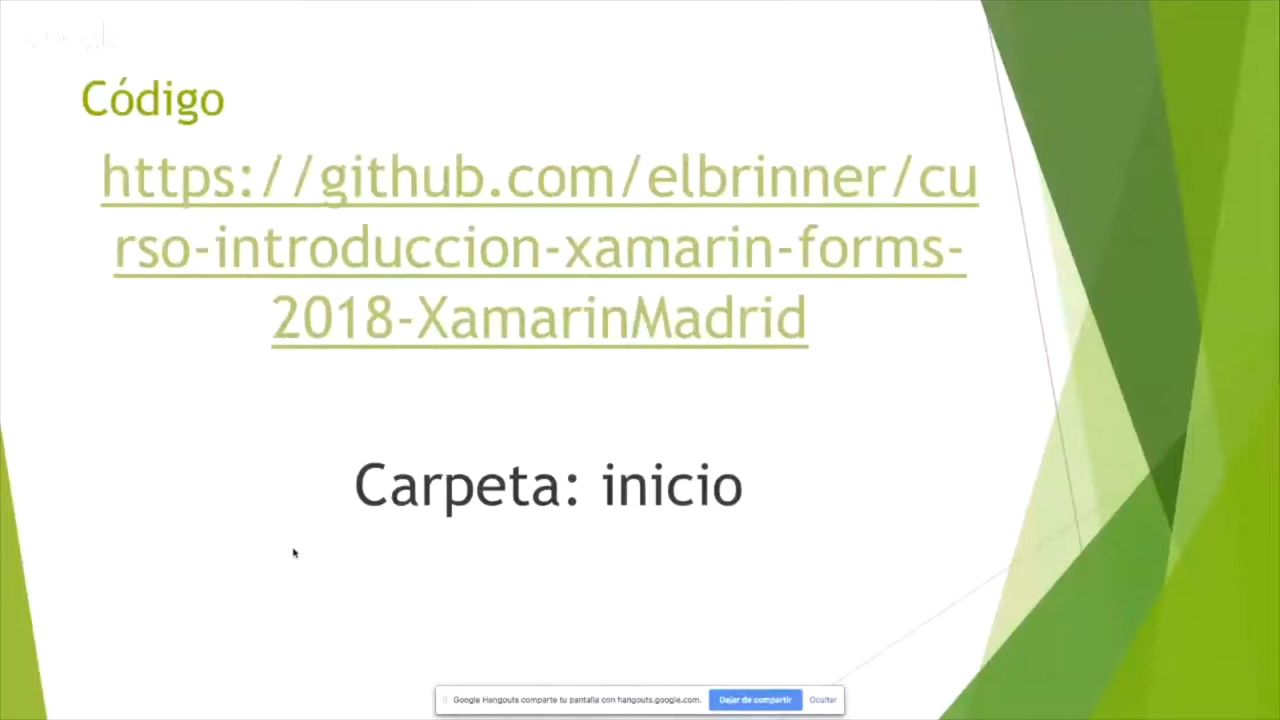 Código
https://github.com/elbrinner/cu
rso-introduccion-xamarin-forms-
2018-XamarinMadrid
Carpeta: inicio
Google Hangouts comparte tu pantalla con hangouts.google.com. Dejar de compartir Ocultar